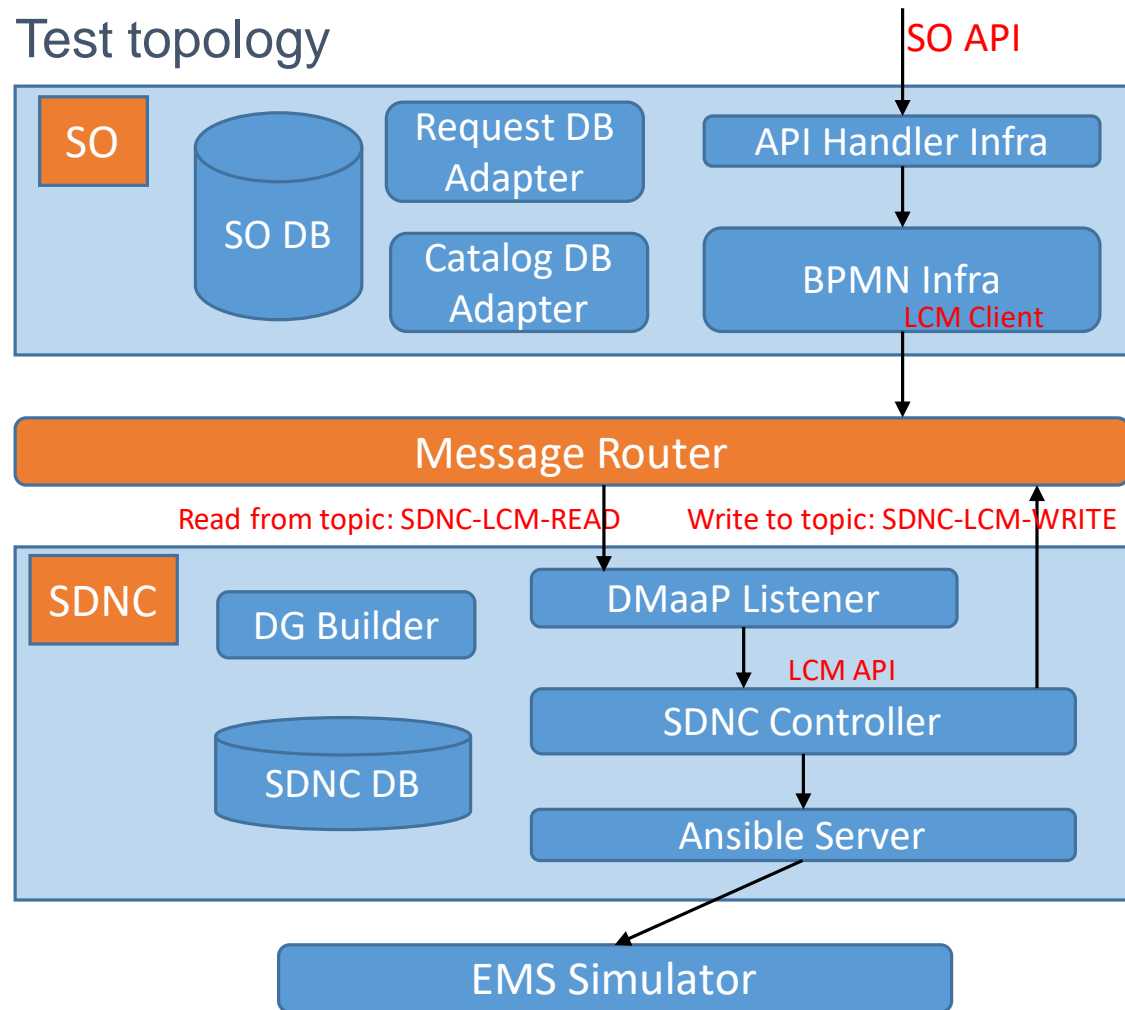 Test topology
SO API
SO
Request DB
Adapter
API Handler Infra
SO DB
Catalog DB
Adapter
BPMN Infra
LCM Client
Message Router
Read from topic: SDNC-LCM-READ
Write to topic: SDNC-LCM-WRITE
SDNC
DMaaP Listener
DG Builder
LCM API
SDNC Controller
SDNC DB
Ansible Server
EMS Simulator